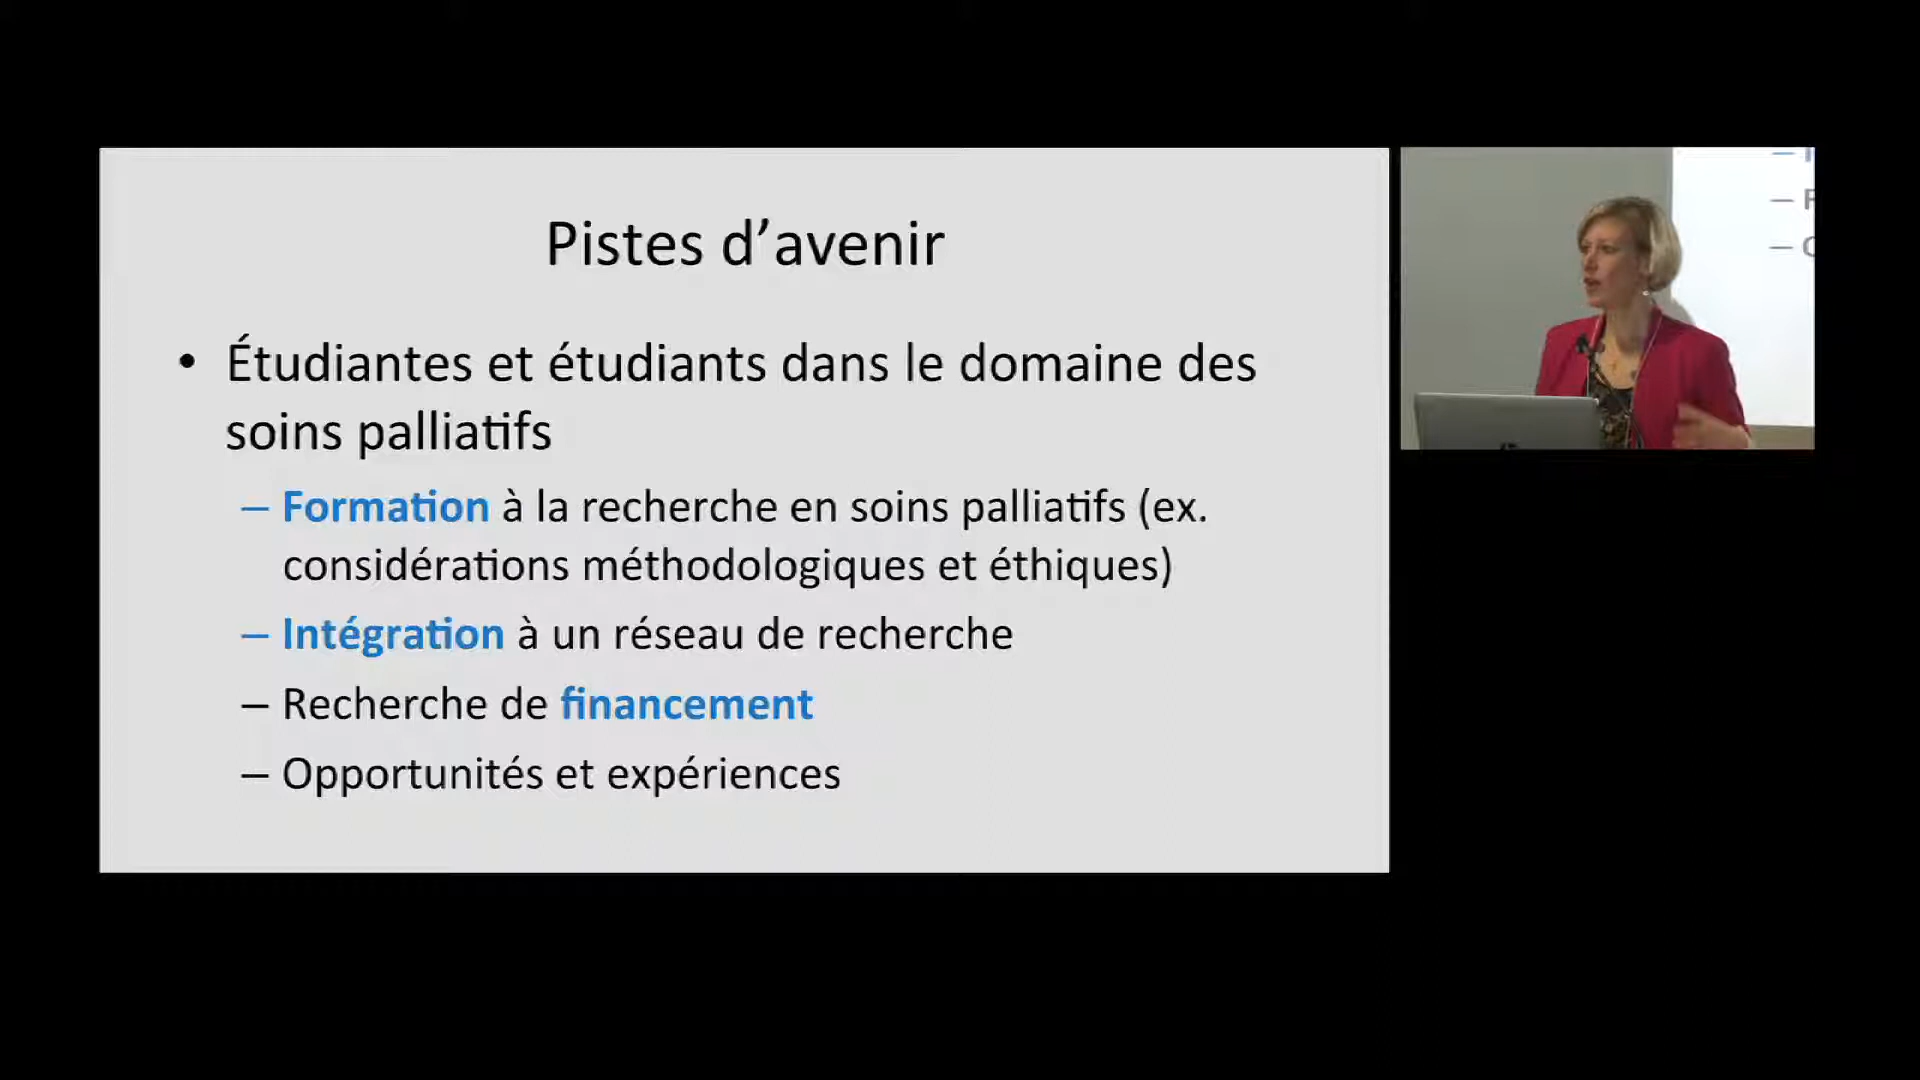 Pistes d’avenir
• Étudiantes et étudiants dans le domaine des
soins palliatifs
– Formation à la recherche en soins palliatifs (ex.
considérations méthodologiques et éthiques)
– Intégration à un réseau de recherche
– Recherche de financement
– Opportunités et expériences